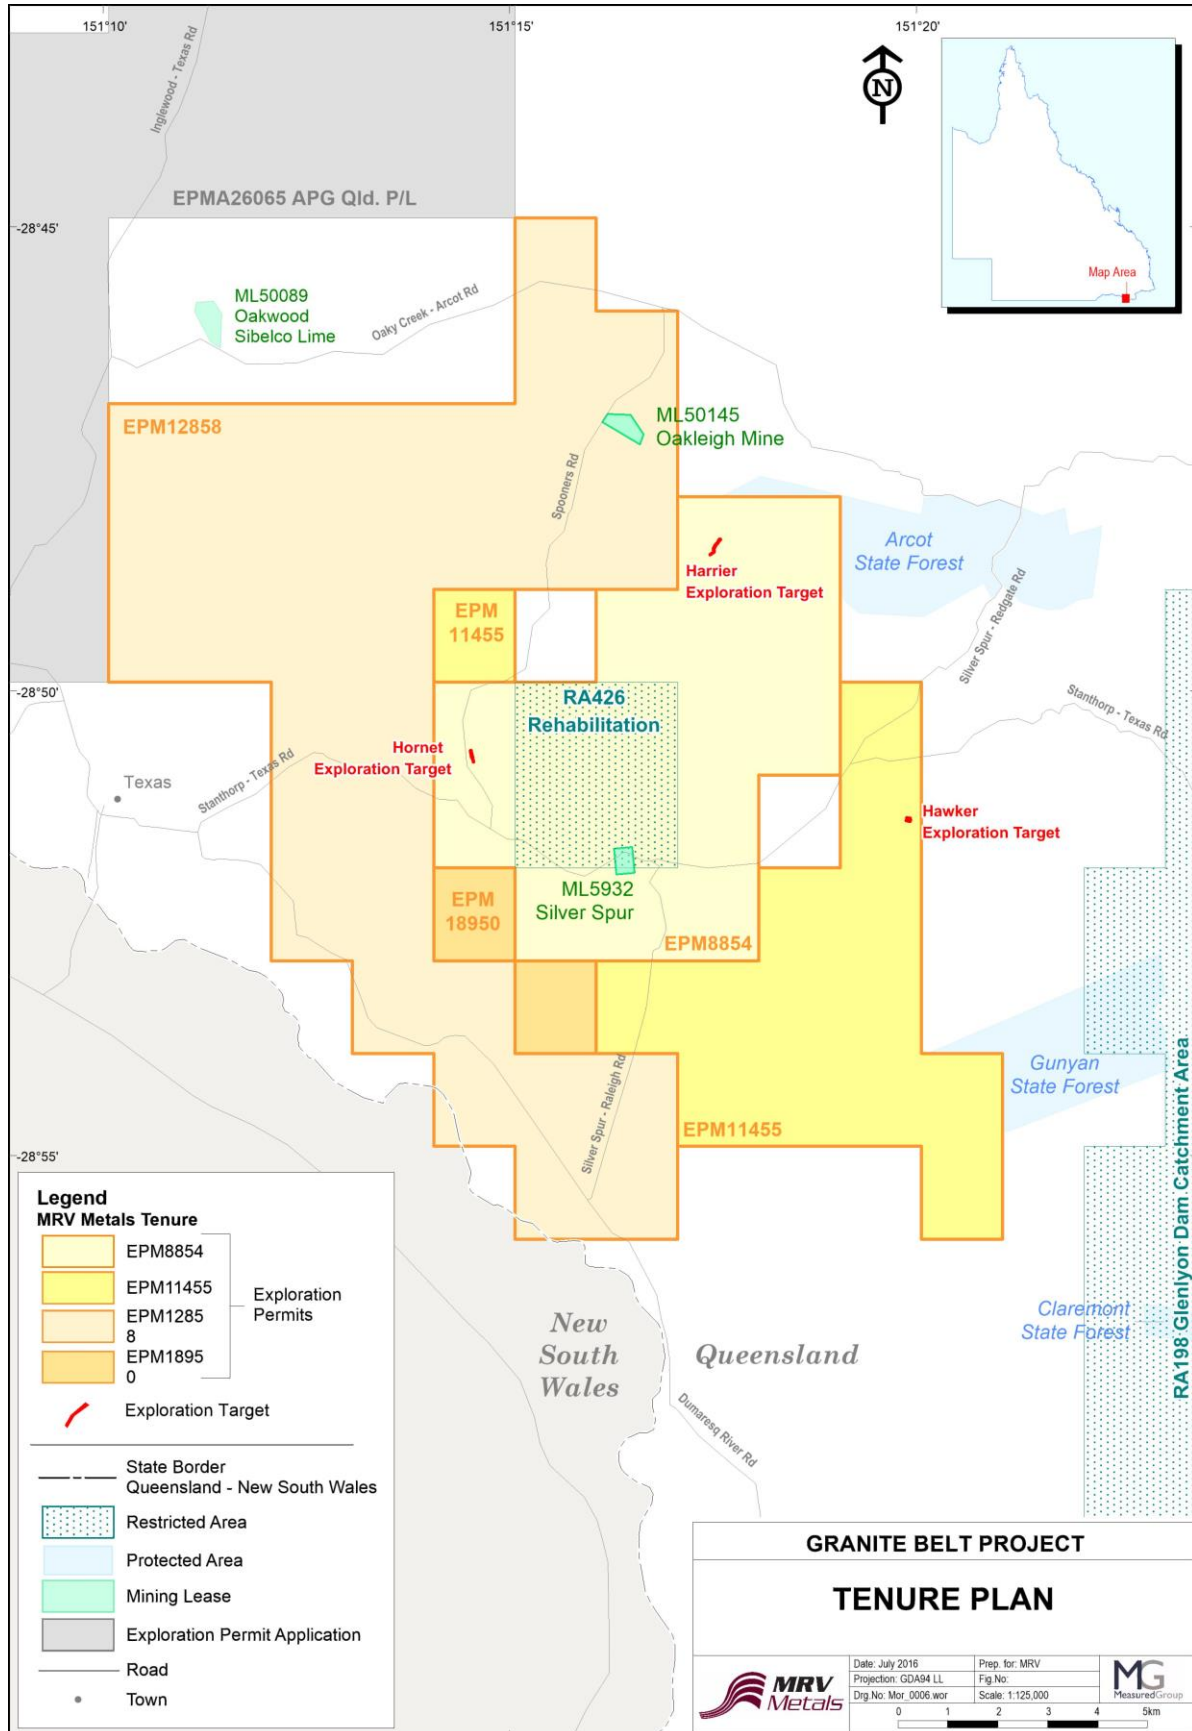 151°10'
151°15'
151°20'
Inglewood - Texas Rd
N
Map Area
EPMA26065 APG Qld. P/L
-28°45'
ML50089
Oakwood
Sibelco Lime
Oaky Creek - Arcot Rd
EPM12858
ML50145
Oakleigh Mine
Spooners Rd
Arcot
State Forest
Harrier
Exploration Target
EPM
11455
Silver Spur - Redgate Rd
-28°50'
RA426
Rehabilitation
Stanthorp - Texas Rd
Hornet
Exploration Target
Texas
Stanthorp - Texas Rd
Hawker
Exploration Target
ML5932
Silver Spur
EPM
18950
EPM8854
Gunyan
State Forest
Silver Spur - Raleigh Rd
EPM11455
-28°55'
RA198 Glenlyon Dam Catchment Area
Claremont
State Forest
New
South
Wales
Queensland
Dumaresq River Rd
Legend
MRV Metals Tenure
EPM8854
EPM11455
EPM1285
8
EPM1895
0
Exploration
Permits
Exploration Target
State Border
Queensland - New South Wales
Restricted Area
Protected Area
Mining Lease
Exploration Permit Application
Road
Town
GRANITE BELT PROJECT
TENURE PLAN
MRV
Metals
Date: July 2016
Prep. for: MRV
Projection: GDA94 LL
Fig.No:
Drg.No: Mor_0006.wor
Scale: 1:125,000
MG
MeasuredGroup
0 1 2 3 4 5km